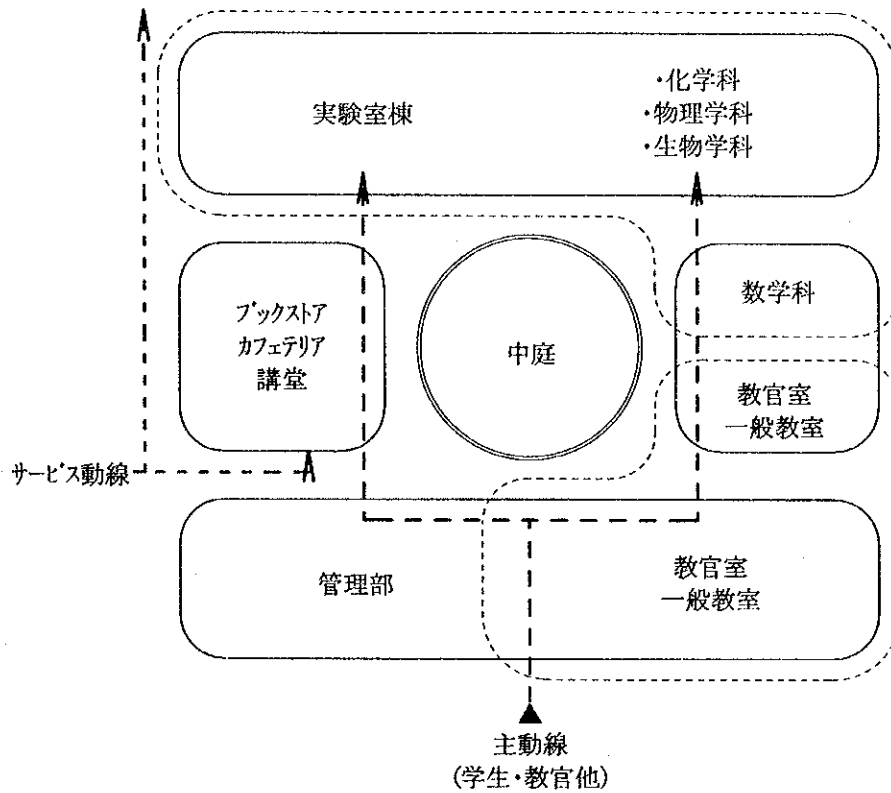 実験室棟
・化学科
・物理学科
・生物学科
ブックストア
カフェテリア
講堂
中庭
数学科
教官室
一般教室
サービス動線
管理部
教官室
一般教室
主動線
(学生・教官他)